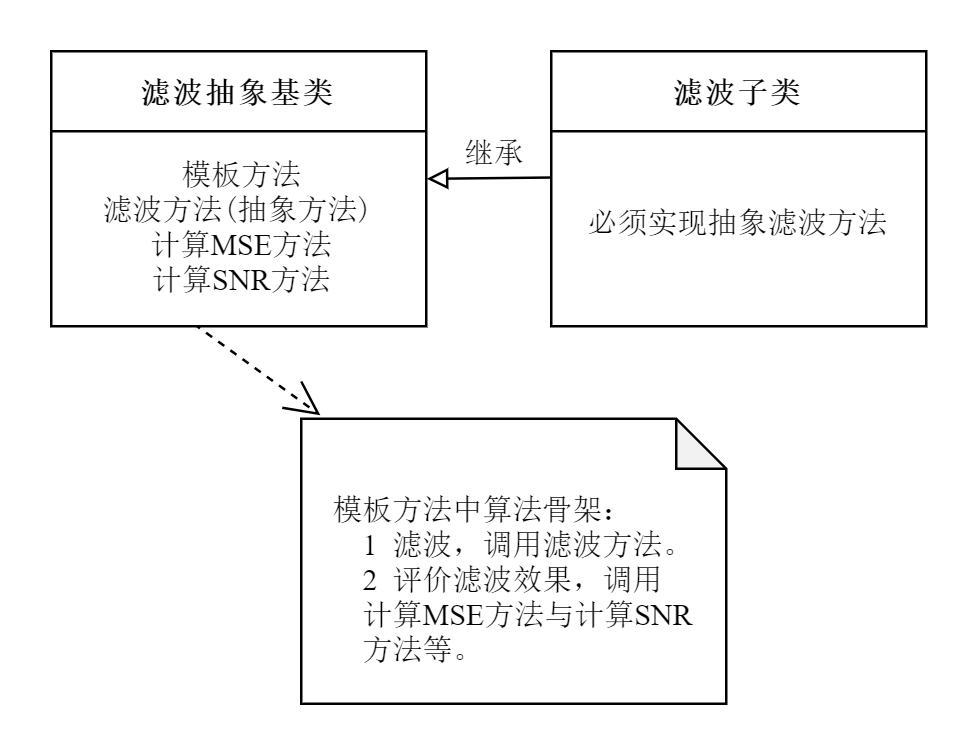 滤波抽象基类
模板方法
滤波方法(抽象方法)
计算MSE方法
计算SNR方法
继承
滤波子类
必须实现抽象滤波方法
模板方法中算法骨架：
1 滤波，调用滤波方法。
2 评价滤波效果，调用
计算MSE方法与计算SNR
方法等。